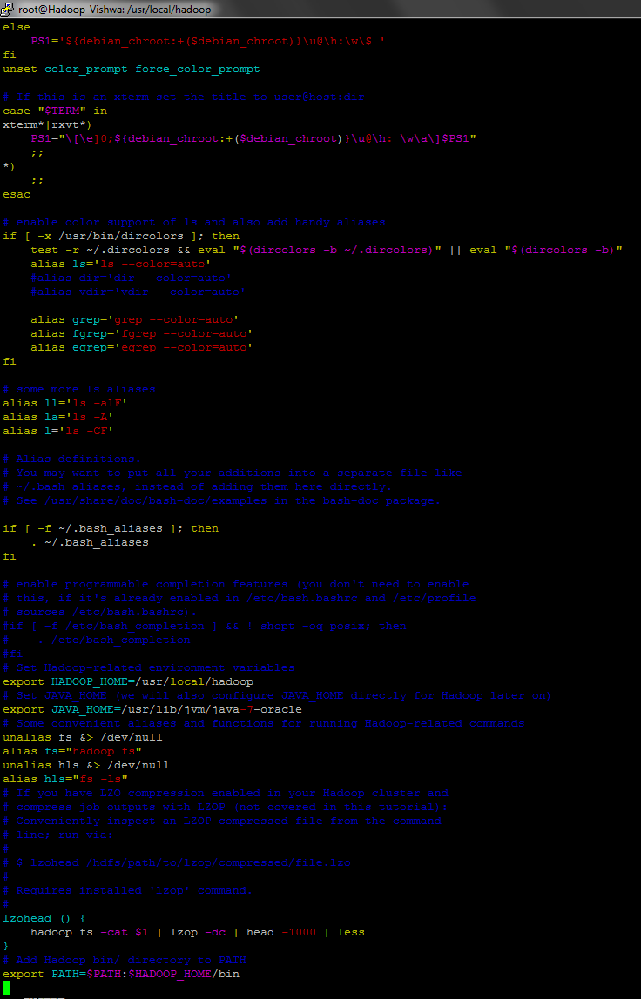 root@Hadoop-Vishwa: /usr/local/hadoop
else
    PS1='${debian_chroot:+($debian_chroot)}\u@\h:\w\$ '
fi
unset color_prompt force_color_prompt

# If this is an xterm set the title to user@host:dir
case "$TERM" in
xterm*|rxvt*)
    PS1="\[\e]0;${debian_chroot:+($debian_chroot)}\u@\h: \w\a\]$PS1"
    ;;
*)
    ;;
esac

# enable color support of ls and also add handy aliases
if [ -x /usr/bin/dircolors ]; then
    test -r ~/.dircolors && eval "$(dircolors -b ~/.dircolors)" || eval "$(dircolors -b)"
    alias ls='ls --color=auto'
    #alias dir='dir --color=auto'
    #alias vdir='vdir --color=auto'

    alias grep='grep --color=auto'
    alias fgrep='fgrep --color=auto'
    alias egrep='egrep --color=auto'
fi

# some more ls aliases
alias ll='ls -alF'
alias la='ls -A'
alias l='ls -CF'

# Alias definitions.
# You may want to put all your additions into a separate file like
# ~/.bash_aliases, instead of adding them here directly.
# See /usr/share/doc/bash-doc/examples in the bash-doc package.

if [ -f ~/.bash_aliases ]; then
    . ~/.bash_aliases
fi

# enable programmable completion features (you don't need to enable
# this, if it's already enabled in /etc/bash.bashrc and /etc/profile
# sources /etc/bash.bashrc).
#if [ -f /etc/bash_completion ] && ! shopt -oq posix; then
#    . /etc/bash_completion
#fi
# Set Hadoop-related environment variables
export HADOOP_HOME=/usr/local/hadoop
# Set JAVA_HOME (we will also configure JAVA_HOME directly for Hadoop later on)
export JAVA_HOME=/usr/lib/jvm/java-7-oracle
# Some convenient aliases and functions for running Hadoop-related commands
unalias fs &> /dev/null
alias fs="hadoop fs"
unalias hls &> /dev/null
alias hls="fs -ls"
# If you have LZO compression enabled in your Hadoop cluster and
# compress job outputs with LZOP (not covered in this tutorial):
# Conveniently inspect an LZOP compressed file from the command
# line; run via:
#
# $ lzohead /hdfs/path/to/lzop/compressed/file.lzo
#
# Requires installed 'lzop' command.
#
lzohead () {
    hadoop fs -cat $1 | lzop -dc | head -1000 | less
}
# Add Hadoop bin/ directory to PATH
export PATH=$PATH:$HADOOP_HOME/bin